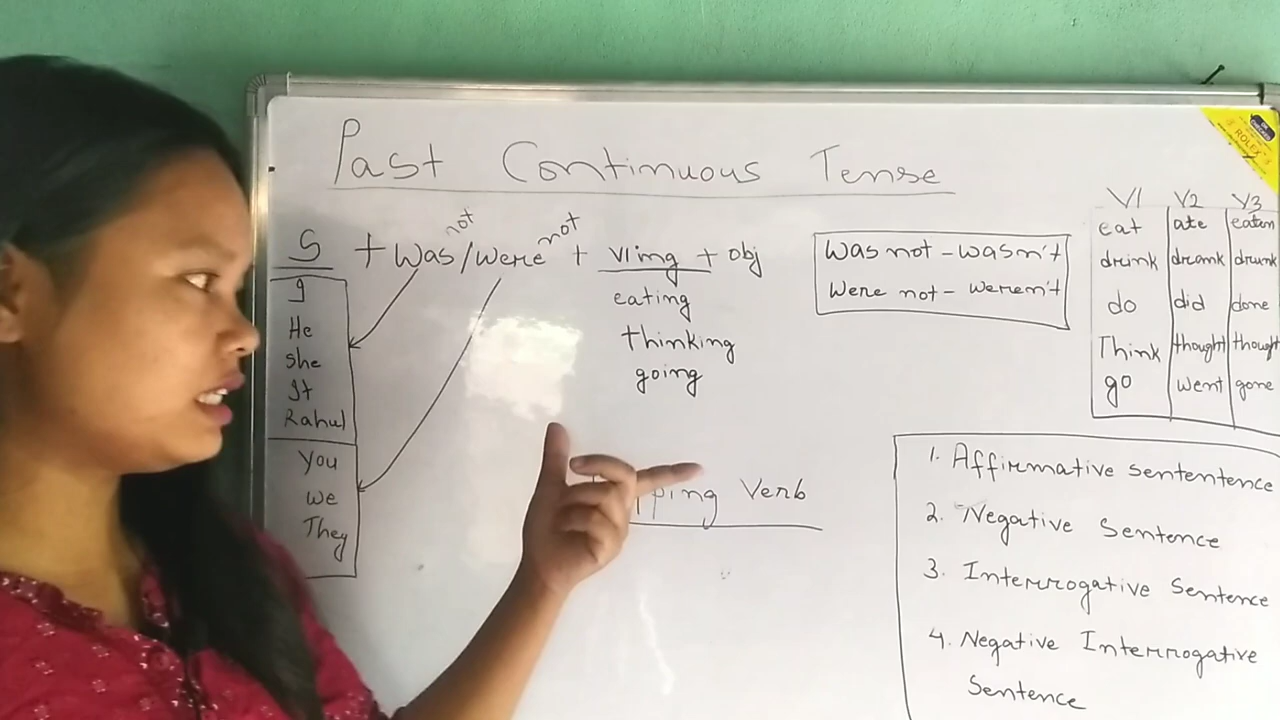 Past Continuous Tense
not not
S + was/were + V1ing + obj
I
He
She
It
Rahul
You
We
They
eating
thinking
going
Verb
Was not - wasn't
Were not - weren't
V1 V2 V3
eat ate eaten
drink drank drunk
do did done
Think thought thought
go went gone
1. Affirmative sententence
2. Negative Sentence
3. Interrogative Sentence
4. Negative Interrogative
Sentence
ROLEX